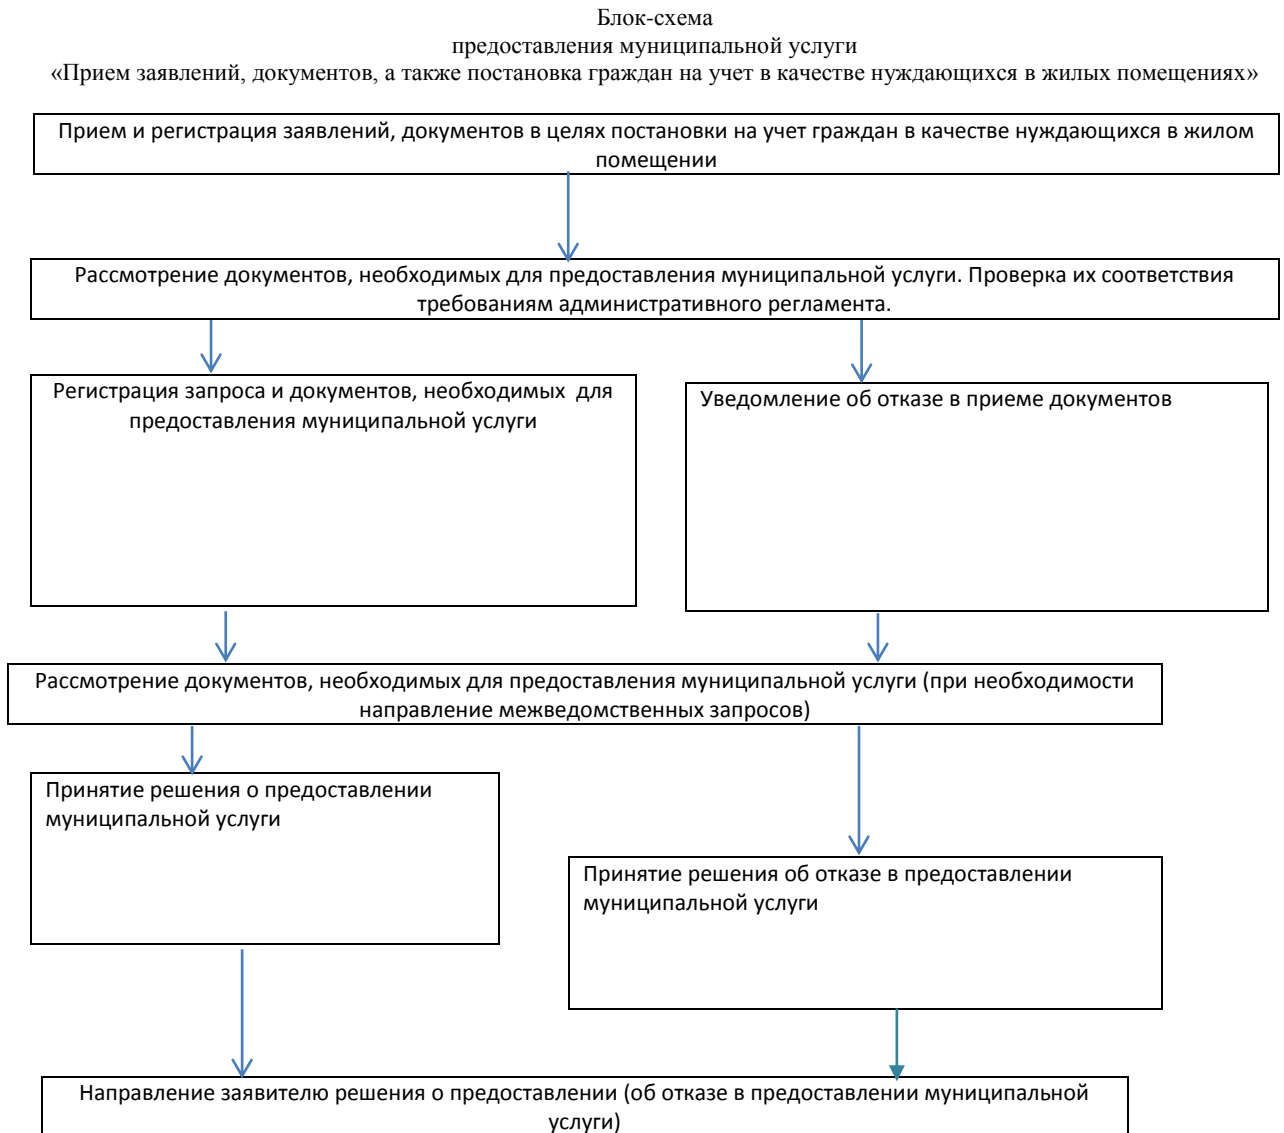 Блок-схема
предоставления муниципальной услуги
«Прием заявлений, документов, а также постановка граждан на учет в качестве нуждающихся в жилых помещениях»
Прием и регистрация заявлений, документов в целях постановки на учет граждан в качестве нуждающихся в жилом
помещении
Рассмотрение документов, необходимых для предоставления муниципальной услуги. Проверка их соответствия
требованиям административного регламента.
Регистрация запроса и документов, необходимых для
предоставления муниципальной услуги
Уведомление об отказе в приеме документов
Рассмотрение документов, необходимых для предоставления муниципальной услуги (при необходимости
направление межведомственных запросов)
Принятие решения о предоставлении
муниципальной услуги
Принятие решения об отказе в предоставлении
муниципальной услуги
Направление заявителю решения о предоставлении (об отказе в предоставлении муниципальной
услуги)